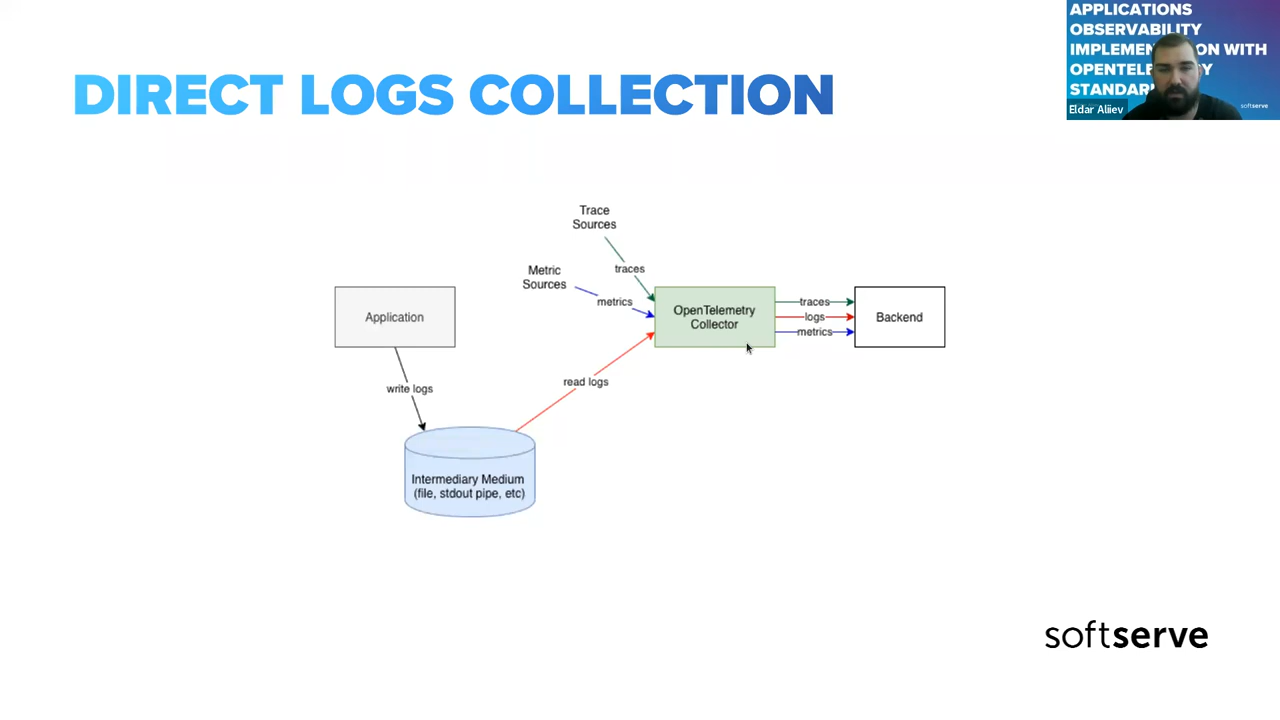 APPLICATIONS
OBSERVABILITY
IMPLEMEN ON WITH
OPENTELE Y
STANDAR
Eldar Aliiev
softserve
DIRECT LOGS COLLECTION
Trace
Sources
traces
Metric
Sources
metrics
Application
OpenTelemetry
Collector
traces
logs
metrics
Backend
write logs
read logs
Intermediary Medium
(file, stdout pipe, etc)
softserve